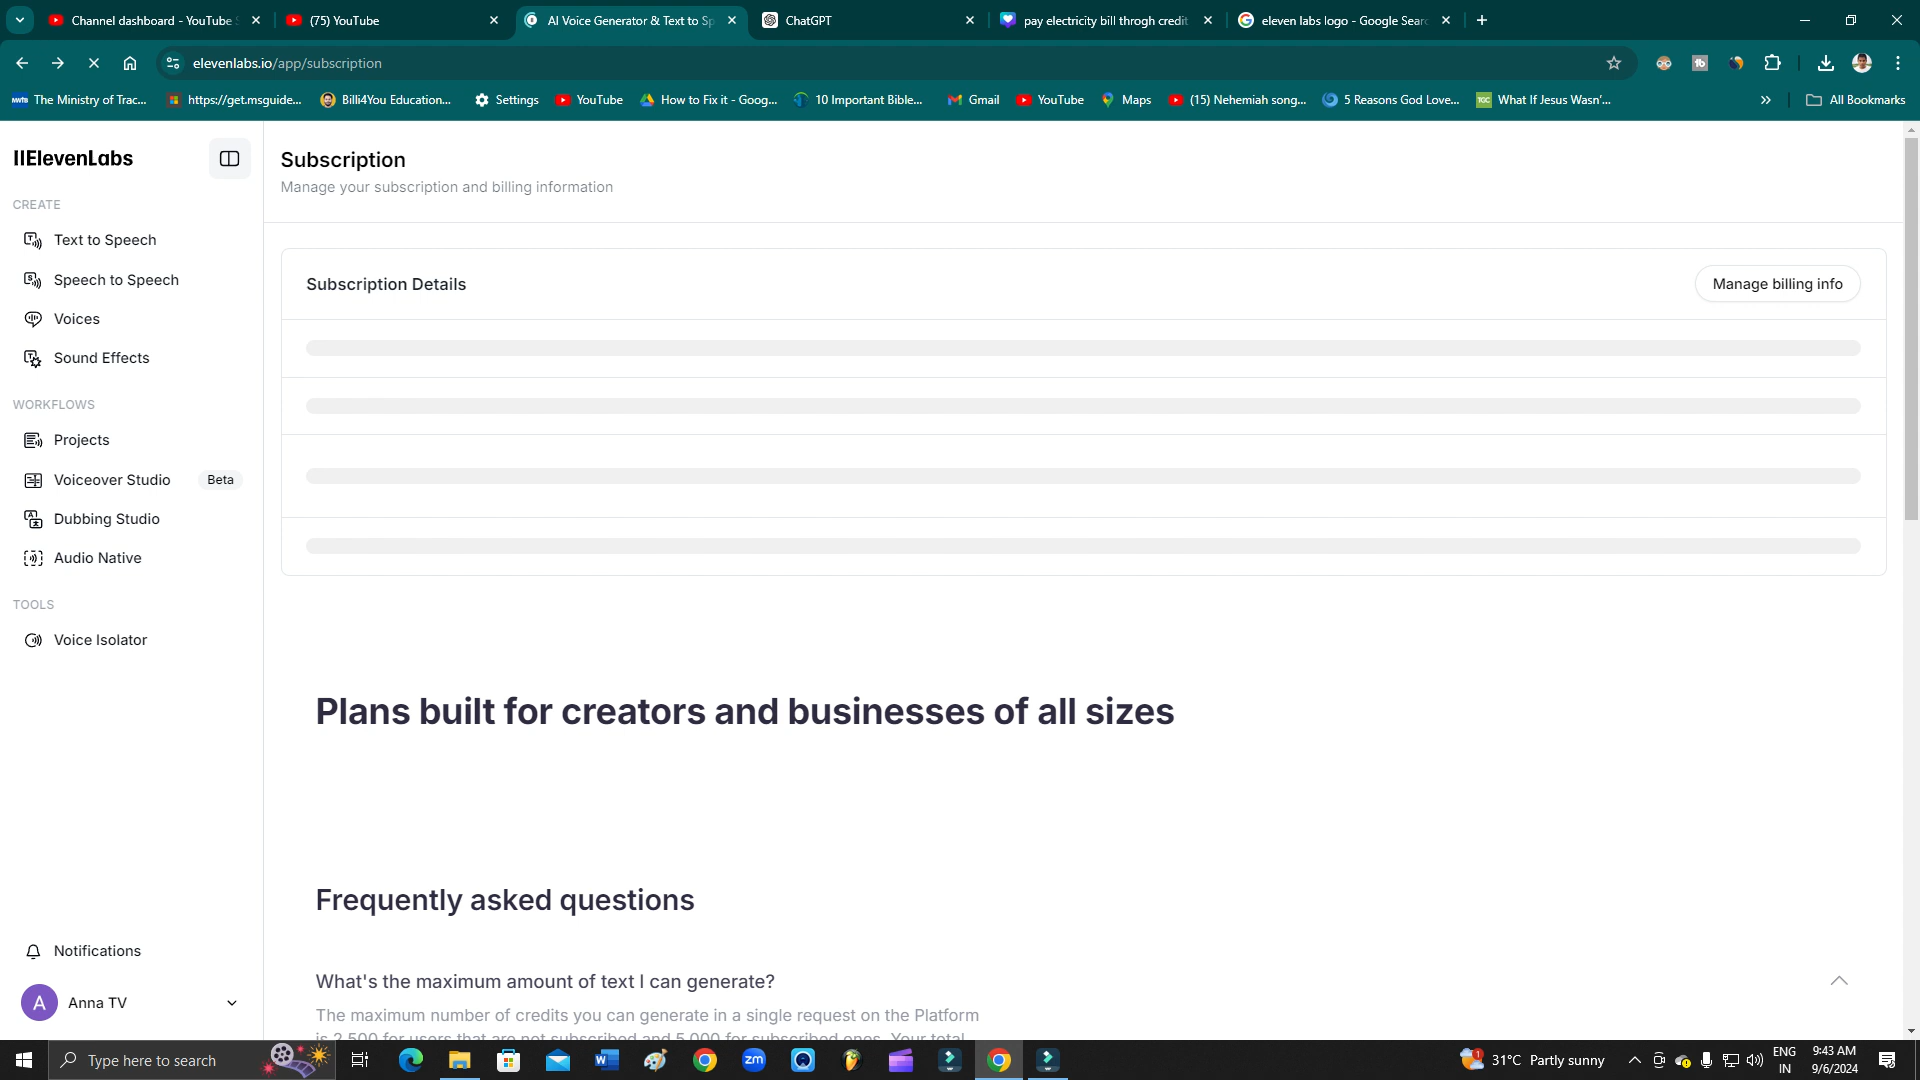 Channel dashboard - YouTube S
(75) YouTube
AI Voice Generator & Text to Sp
ChatGPT
pay electricity bill throgh credit
eleven labs logo - Google Sear
elevenlabs.io/app/subscription
The Ministry of Trac...
https://get.msguide...
Billi4You Education...
Settings
YouTube
How to Fix it - Goog...
10 Important Bible...
Gmail
YouTube
Maps
(15) Nehemiah song...
5 Reasons God Love...
What If Jesus Wasn'...
All Bookmarks
IIElevenLabs
CREATE
Text to Speech
Speech to Speech
Voices
Sound Effects
WORKFLOWS
Projects
Voiceover Studio Beta
Dubbing Studio
Audio Native
TOOLS
Voice Isolator
Notifications
A Anna TV
Subscription
Manage your subscription and billing information
Subscription Details
Manage billing info
Plans built for creators and businesses of all sizes
Frequently asked questions
What's the maximum amount of text I can generate?
The maximum number of credits you can generate in a single request on the Platform
is 2,500 for users that are not subscribed and 5,000 for subscribed ones. Your total
Type here to search
31°C Partly sunny
ENG
IN
9:43 AM
9/6/2024